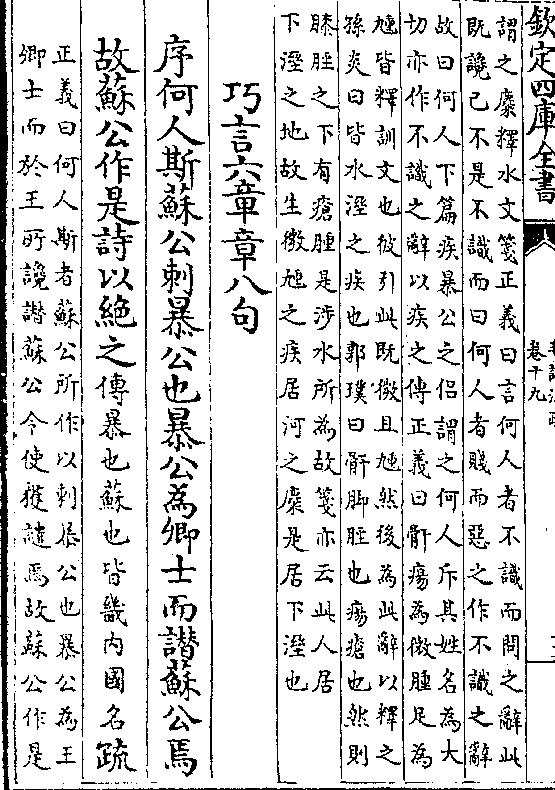 欽定四庫全書
卷十九
謂之麋釋水文箋正義曰言何人者不識而問之辭此
既讒己不是不識而曰何人者賤而惡之作不識之辭
故曰何人下篇疾暴公之侣謂之何人斥其姓名為大
切亦作不識之辭以疾之傳正義曰骭瘍為微腫足為
尰皆釋訓文也彼引此既微且尰然後為此辭以釋之
孫炎曰皆水溼之疾也郭璞曰骭脚脛也瘍瘡也然則
膝脛之下有瘡腫是涉水所為故箋亦云此人居
下溼之地故生微尰之疾居河之麋是居下溼也
巧言六章章八句
序何人斯蘇公刺暴公也暴公為卿士而譖蘇公焉
故蘇公作是詩以絶之傳暴也蘇也皆畿内國名疏
正義曰何人斯者蘇公所作以刺暴公也暴公為王
卿士而於王所讒譖蘇公令使獲譴焉故蘇公作是